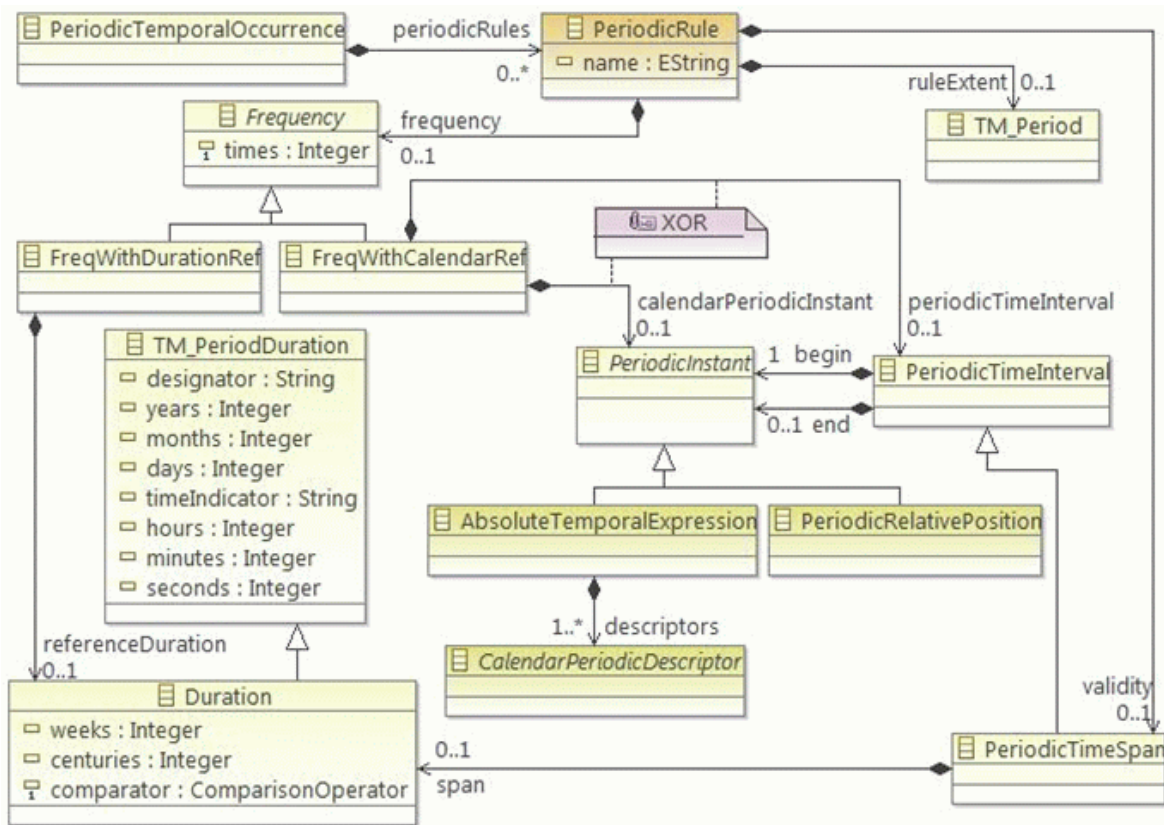 PeriodicTemporalOccurrence
periodicRules
0..*
PeriodicRule
name : EString
ruleExtent 0..1
TM_Period
Frequency
times : Integer
frequency
0..1
XOR
FreqWithDurationRef
FreqWithCalendarRef
calendarPeriodicInstant
0..1
periodicTimeInterval
0..1
TM_PeriodDuration
designator : String
years : Integer
months : Integer
days : Integer
timeIndicator : String
hours : Integer
minutes : Integer
seconds : Integer
PeriodicInstant
1 begin
0..1 end
PeriodicTimeInterval
AbsoluteTemporalExpression
PeriodicRelativePosition
1..* descriptors
CalendarPeriodicDescriptor
referenceDuration
0..1
Duration
weeks : Integer
centuries : Integer
comparator : ComparisonOperator
0..1
span
validity
0..1
PeriodicTimeSpan